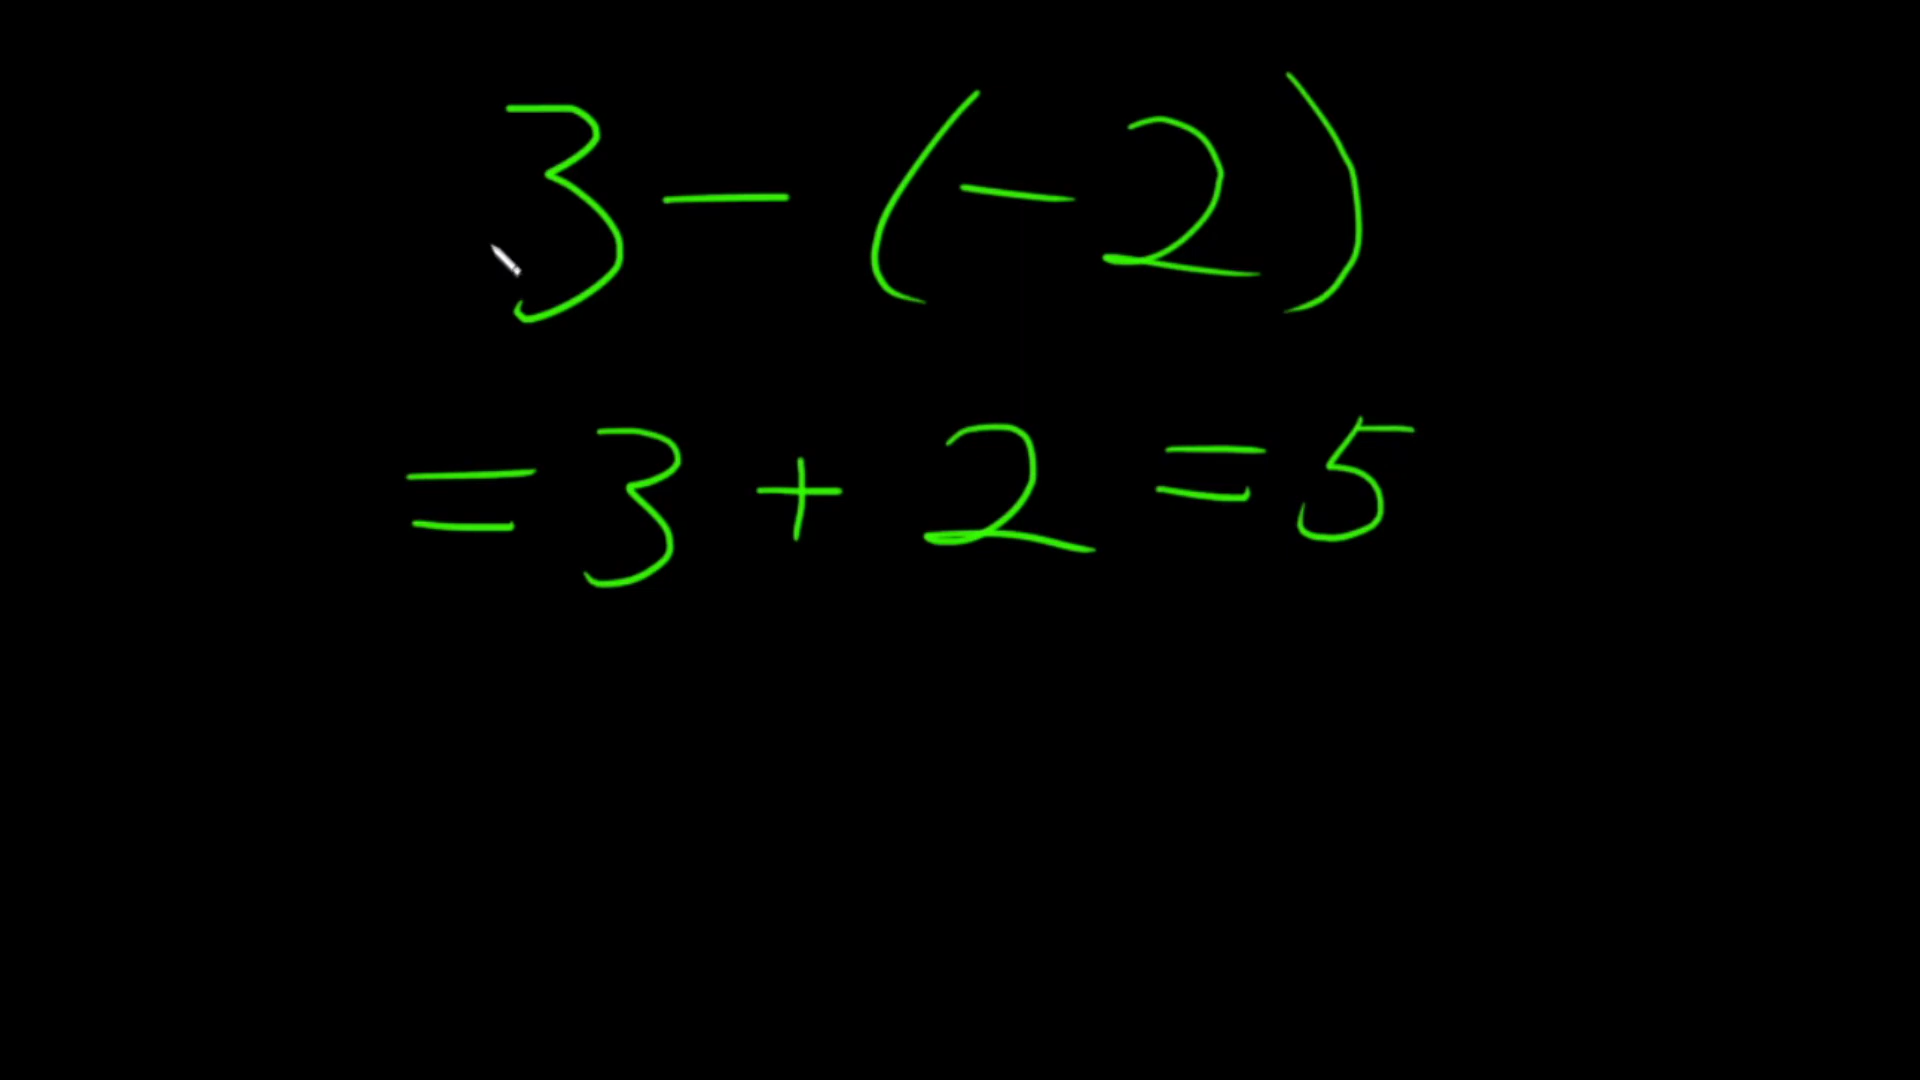 3 - (-2)
= 3 + 2 = 5